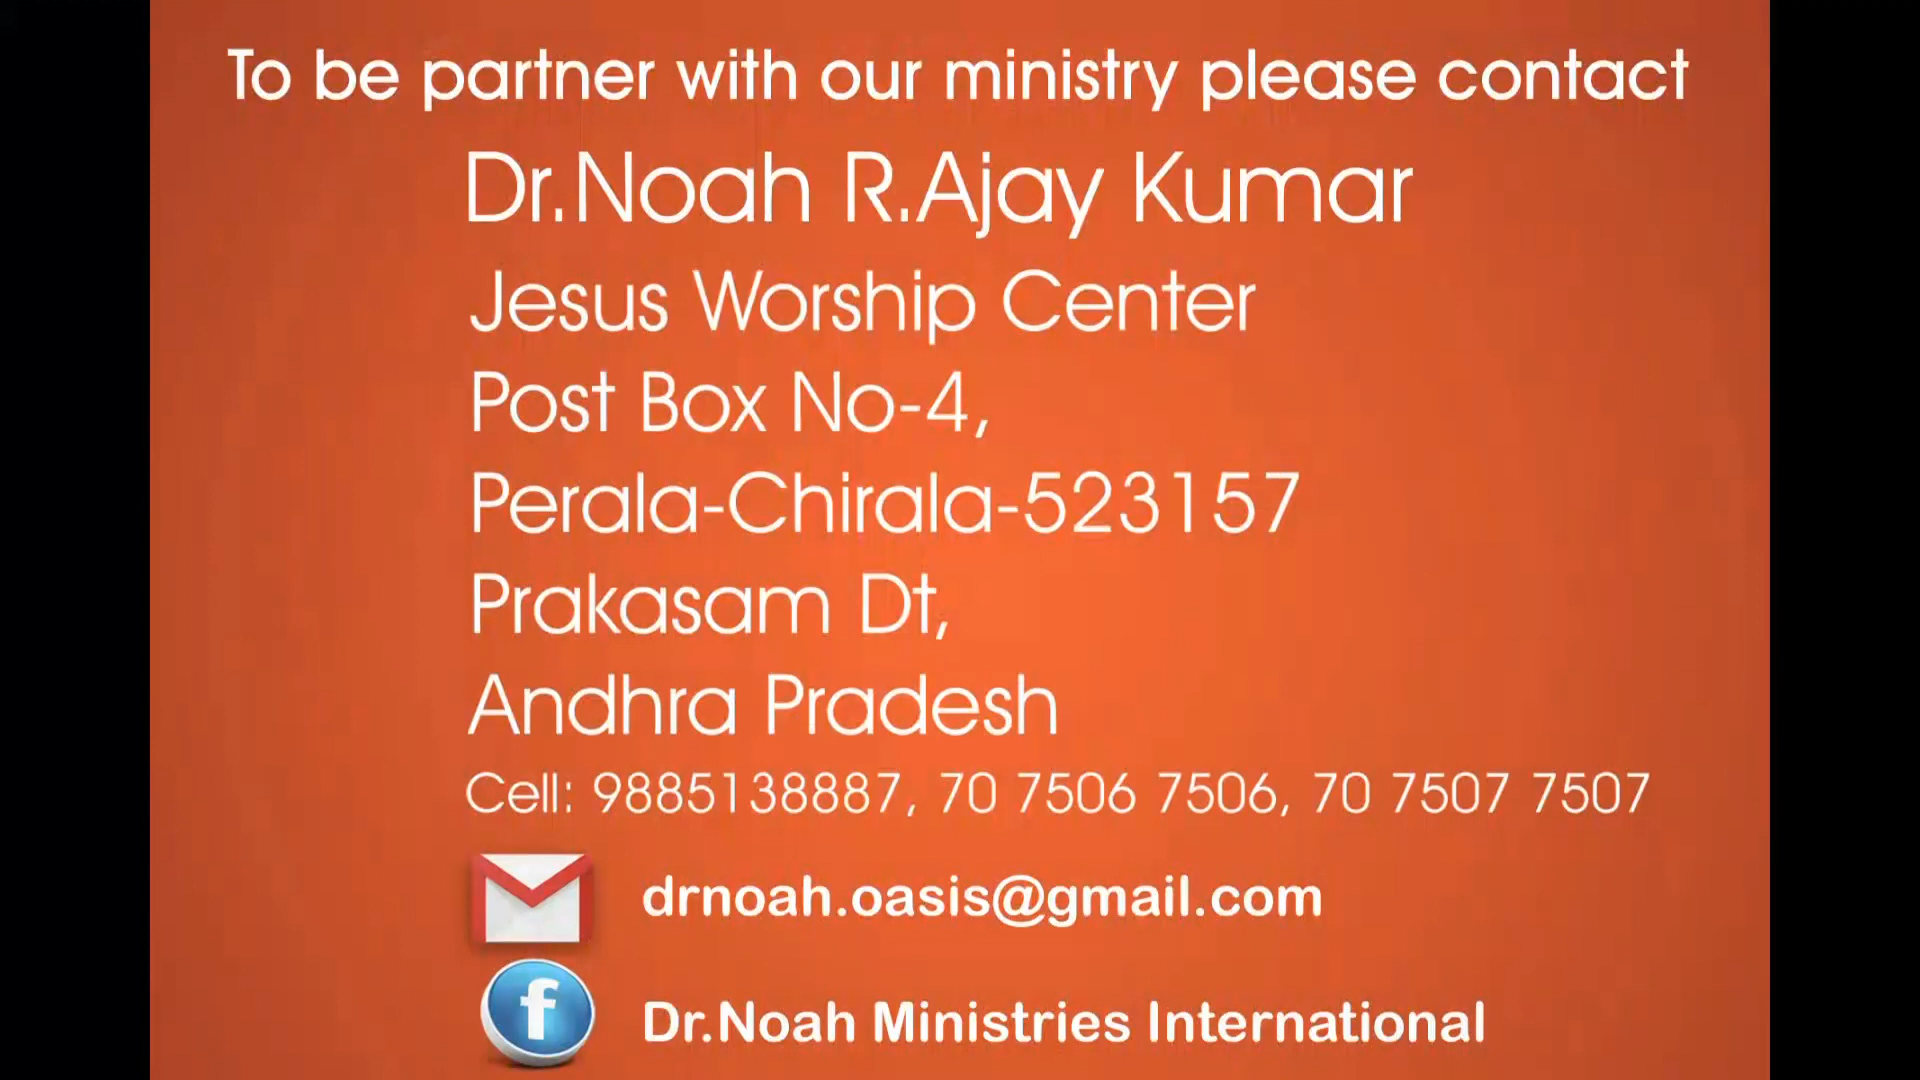 To be partner with our ministry please contact
Dr.Noah R.Ajay Kumar
Jesus Worship Center
Post Box No-4,
Perala-Chirala-523157
Prakasam Dt,
Andhra Pradesh
Cell: 9885138887, 70 7506 7506, 70 7507 7507
drnoah.oasis@gmail.com
f
Dr.Noah Ministries International